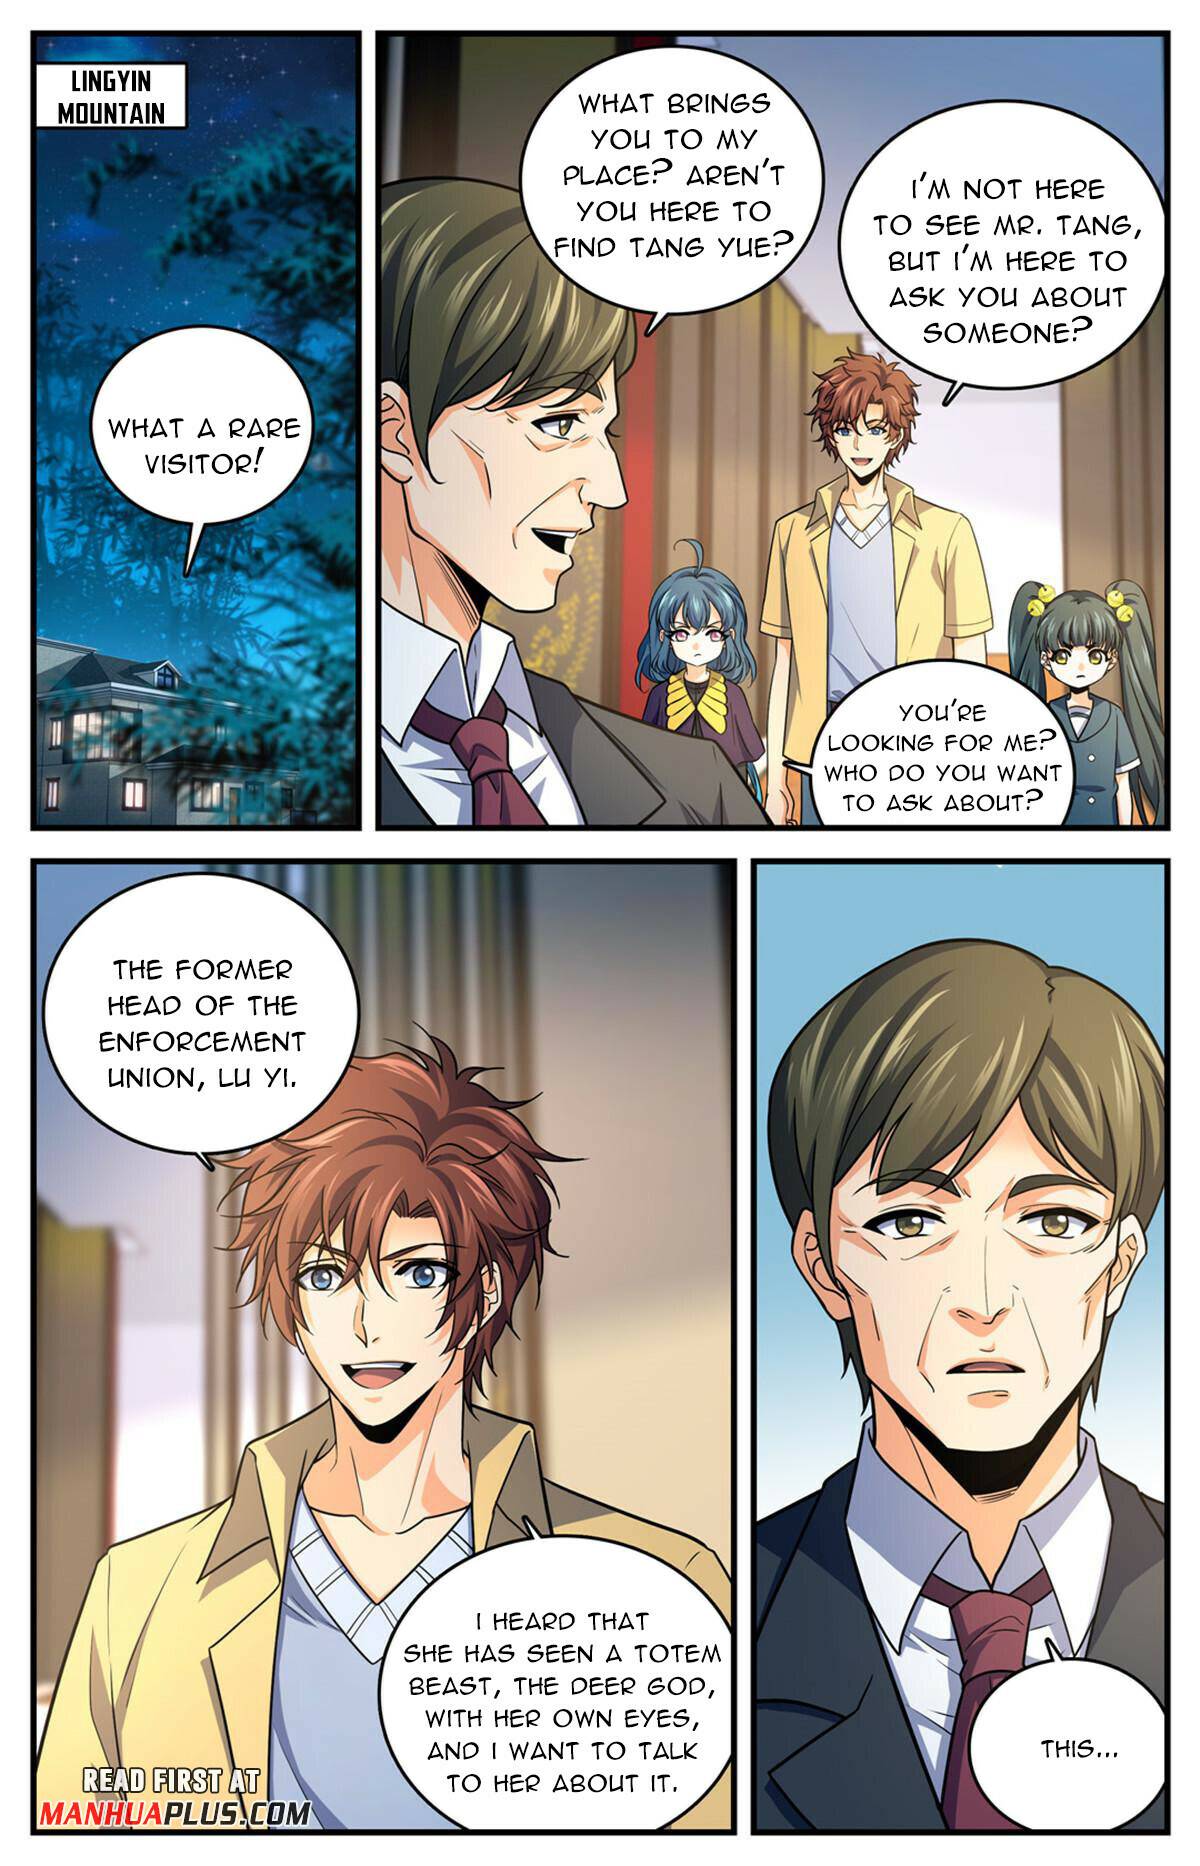 LINGYIN
MOUNTAIN
WHAT A RARE
VISITOR!
WHAT BRINGS
YOU TO MY
PLACE? AREN'T
YOU HERE TO
FIND TANG YUE?
I'M NOT HERE
TO SEE MR. TANG,
BUT I'M HERE TO
ASK YOU ABOUT
SOMEONE?
YOU'RE
LOOKING FOR ME?
WHO DO YOU WANT
TO ASK ABOUT?
THE FORMER
HEAD OF THE
ENFORCEMENT
UNION, LU YI.
I HEARD THAT
SHE HAS SEEN A TOTEM
BEAST, THE DEER GOD,
WITH HER OWN EYES,
AND I WANT TO TALK
TO HER ABOUT IT.
THIS...
READ FIRST AT
MANHUAPLUS.COM